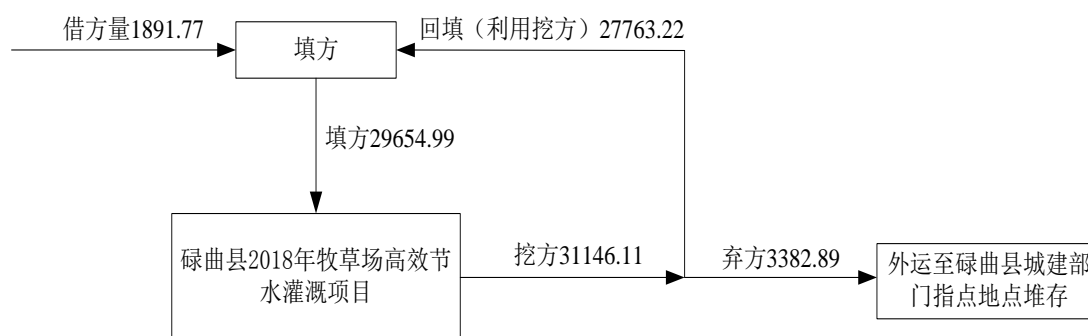 借方量1891.77
填方
回填（利用挖方）27763.22
填方29654.99
碌曲县2018年牧草场高效节
水灌溉项目
挖方31146.11
弃方3382.89
外运至碌曲县城建部
门指点地点堆存